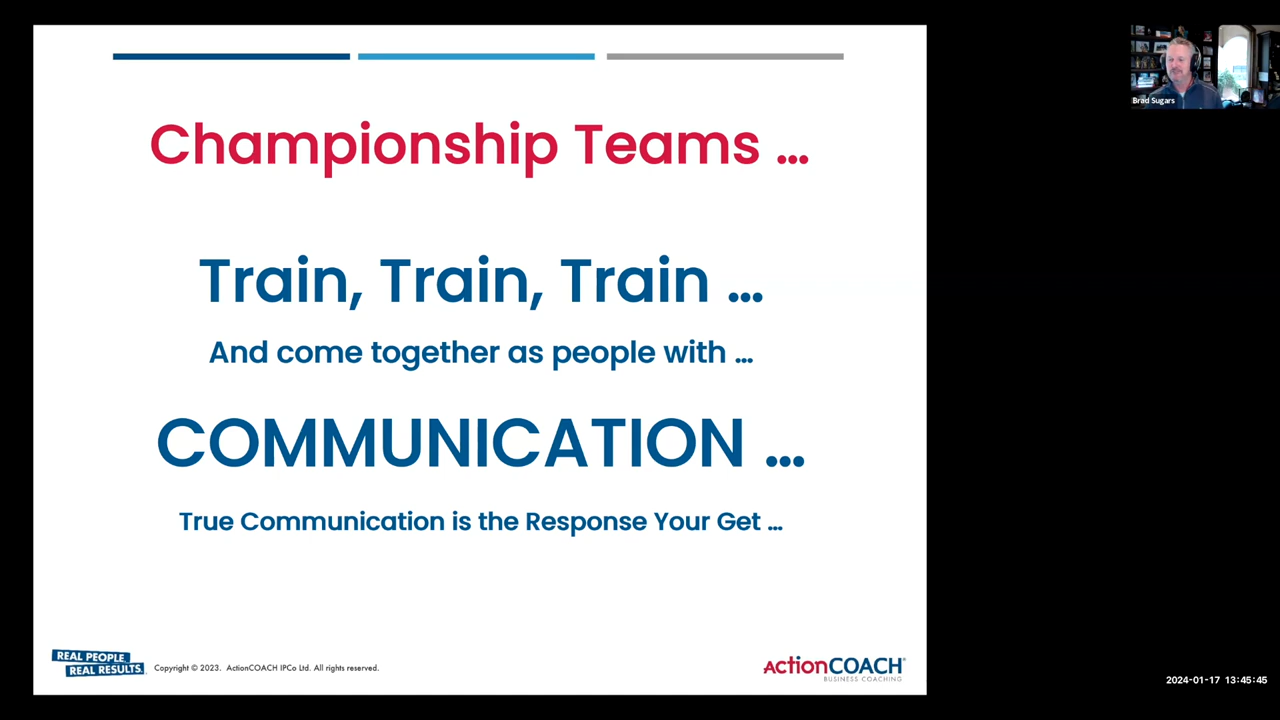 Championship Teams ...
Train, Train, Train ...
And come together as people with ...
COMMUNICATION ...
True Communication is the Response Your Get ...
REAL PEOPLE.
REAL RESULTS.
Copyright © 2023. ActionCOACH IPCo Ltd. All rights reserved.
ActionCOACH®
BUSINESS COACHING
Brad Sugars
2024-01-17 13:45:45